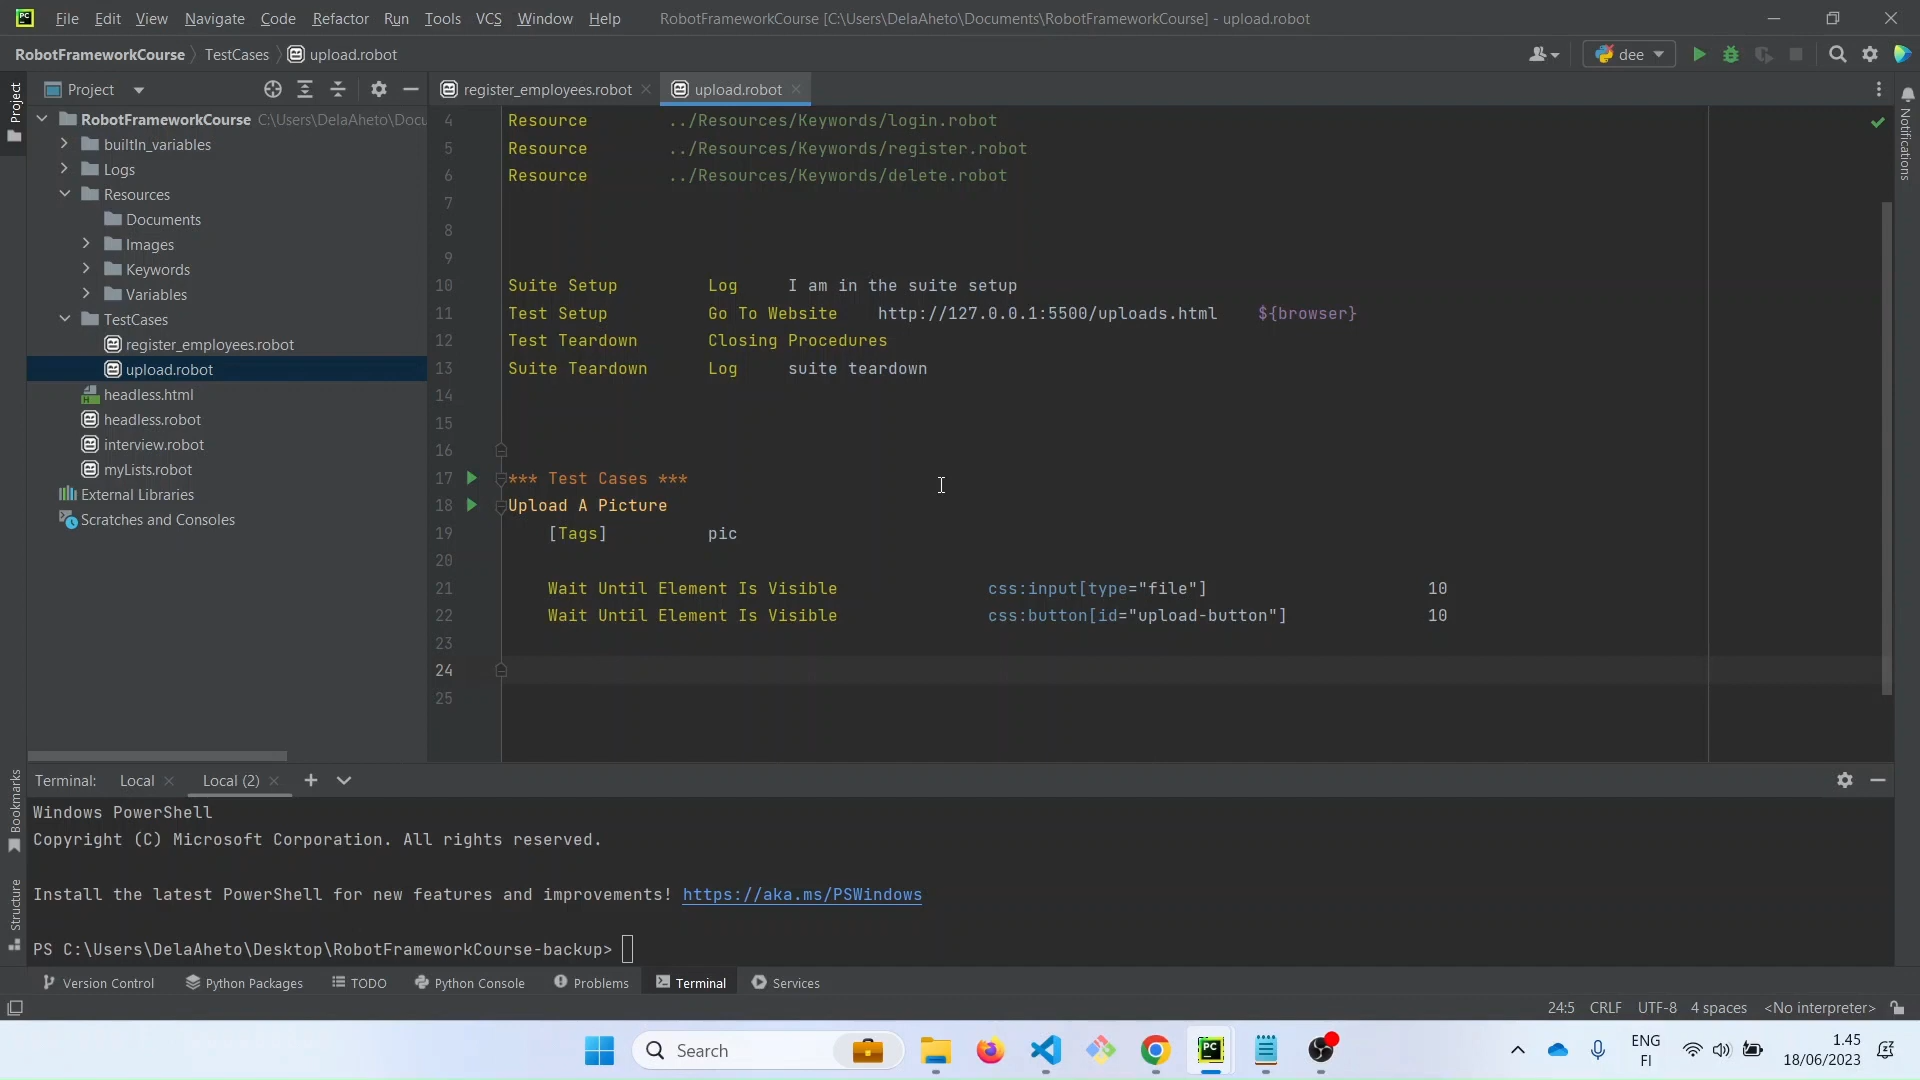 PC File Edit View Navigate Code Refactor Run Tools VCS Window Help RobotFrameworkCourse [C:\Users\DelaAheto\Documents\RobotFrameworkCourse] - upload.robot
RobotFrameworkCourse TestCases upload.robot dee
Project
Project
register_employees.robot
upload.robot
Notifications
RobotFrameworkCourse C:\Users\DelaAheto\Docu
builtIn_variables
Logs
Resources
Documents
Images
Keywords
Variables
TestCases
register_employees.robot
upload.robot
headless.html
headless.robot
interview.robot
myLists.robot
External Libraries
Scratches and Consoles
4 Resource ../Resources/Keywords/login.robot
5 Resource ../Resources/Keywords/register.robot
6 Resource ../Resources/Keywords/delete.robot
7
8
9
10 Suite Setup Log I am in the suite setup
11 Test Setup Go To Website http://127.0.0.1:5500/uploads.html ${browser}
12 Test Teardown Closing Procedures
13 Suite Teardown Log suite teardown
14
15
16
17 *** Test Cases ***
18 Upload A Picture
19 [Tags] pic
20
21 Wait Until Element Is Visible css:input[type="file"] 10
22 Wait Until Element Is Visible css:button[id="upload-button"] 10
23
24
25
Bookmarks
Structure
Terminal: Local Local (2)
Windows PowerShell
Copyright (C) Microsoft Corporation. All rights reserved.
Install the latest PowerShell for new features and improvements! https://aka.ms/PSWindows
PS C:\Users\DelaAheto\Desktop\RobotFrameworkCourse-backup>
Version Control Python Packages TODO Python Console Problems Terminal Services
24:5 CRLF UTF-8 4 spaces <No interpreter>
Search
PC
ENG
FI
1.45
18/06/2023